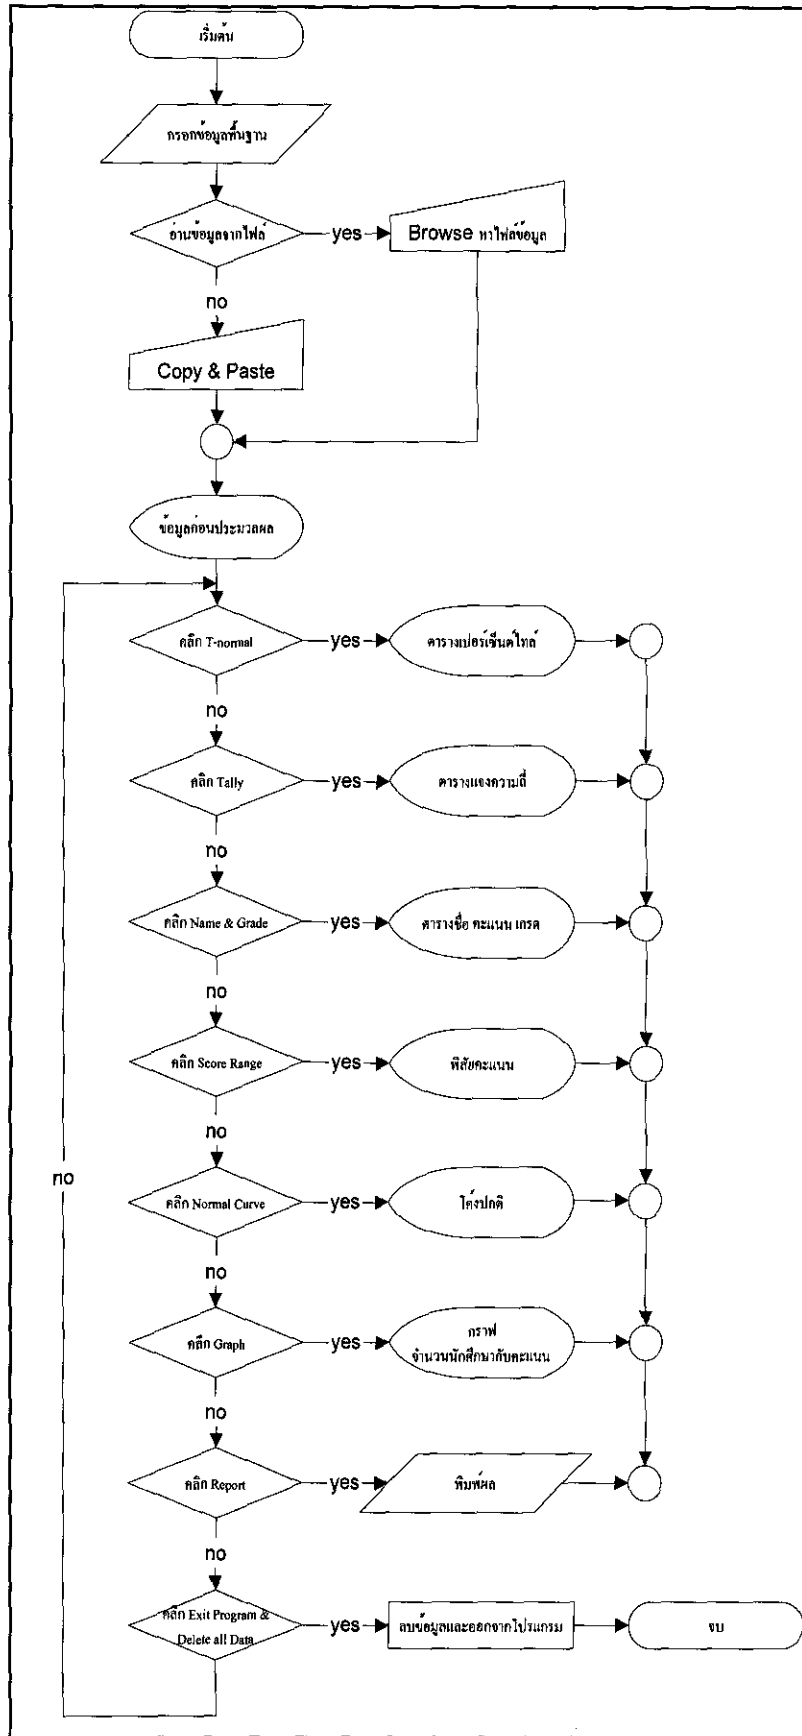 เริ่มต้น
กรอกข้อมูลพื้นฐาน
อ่านข้อมูลจากไฟล์
yes
Browse หาไฟล์ข้อมูล
no
Copy & Paste
ข้อมูลก่อนประมวลผล
คลิก T-normal
yes
ตารางเปอร์เซ็นต์ไทล์
no
คลิก Tally
yes
ตารางแจงความถี่
no
คลิก Name & Grade
yes
ตารางชื่อ คะแนน เกรด
no
คลิก Score Range
yes
พิสัยคะแนน
no
no
คลิก Normal Curve
yes
โค้งปกติ
no
คลิก Graph
yes
กราฟ
จำนวนนักศึกษากับคะแนน
no
คลิก Report
yes
พิมพ์ผล
no
คลิก Exit Program &
Delete all Data
yes
ลบข้อมูลและออกจากโปรแกรม
จบ